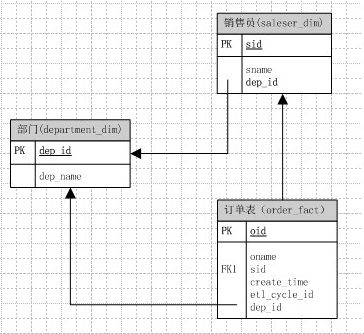 销售员(saleser_dim)
PK sid
sname
dep_id
部门(department_dim)
PK dep_id
dep_name
订单表 (order_fact)
PK oid
oname
FK1 sid
create_time
etl_cycle_id
dep_id